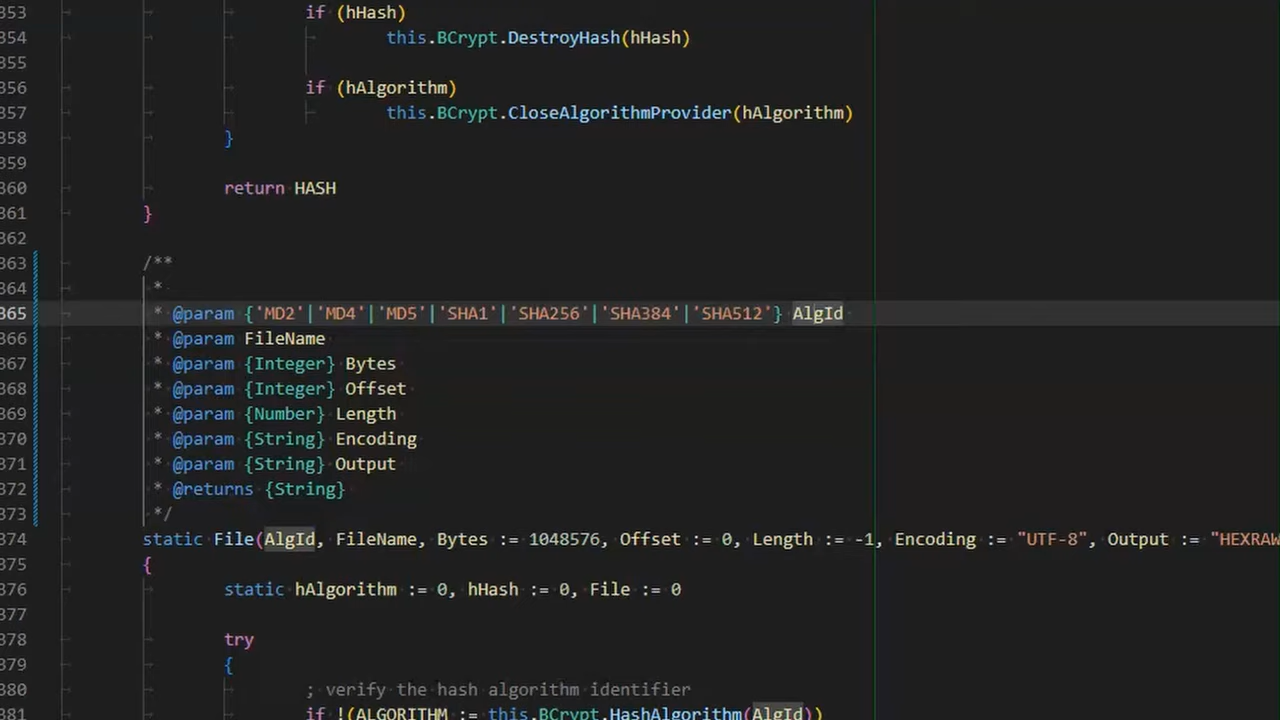 353 if (hHash)
354 this.BCrypt.DestroyHash(hHash)
355
356 if (hAlgorithm)
357 this.BCrypt.CloseAlgorithmProvider(hAlgorithm)
358 }
359
360 return HASH
361 }
362
363 /**
364 *
365 * @param {'MD2'|'MD4'|'MD5'|'SHA1'|'SHA256'|'SHA384'|'SHA512'} AlgId
366 * @param FileName
367 * @param {Integer} Bytes
368 * @param {Integer} Offset
369 * @param {Number} Length
370 * @param {String} Encoding
371 * @param {String} Output
372 * @returns {String}
373 */
374 static File(AlgId, FileName, Bytes := 1048576, Offset := 0, Length := -1, Encoding := "UTF-8", Output := "HEXRAW
375 {
376 static hAlgorithm := 0, hHash := 0, File := 0
377
378 try
379 {
380 ; verify the hash algorithm identifier
381 if !(ALGORITHM := this.BCrypt.HashAlgorithm(AlgId))